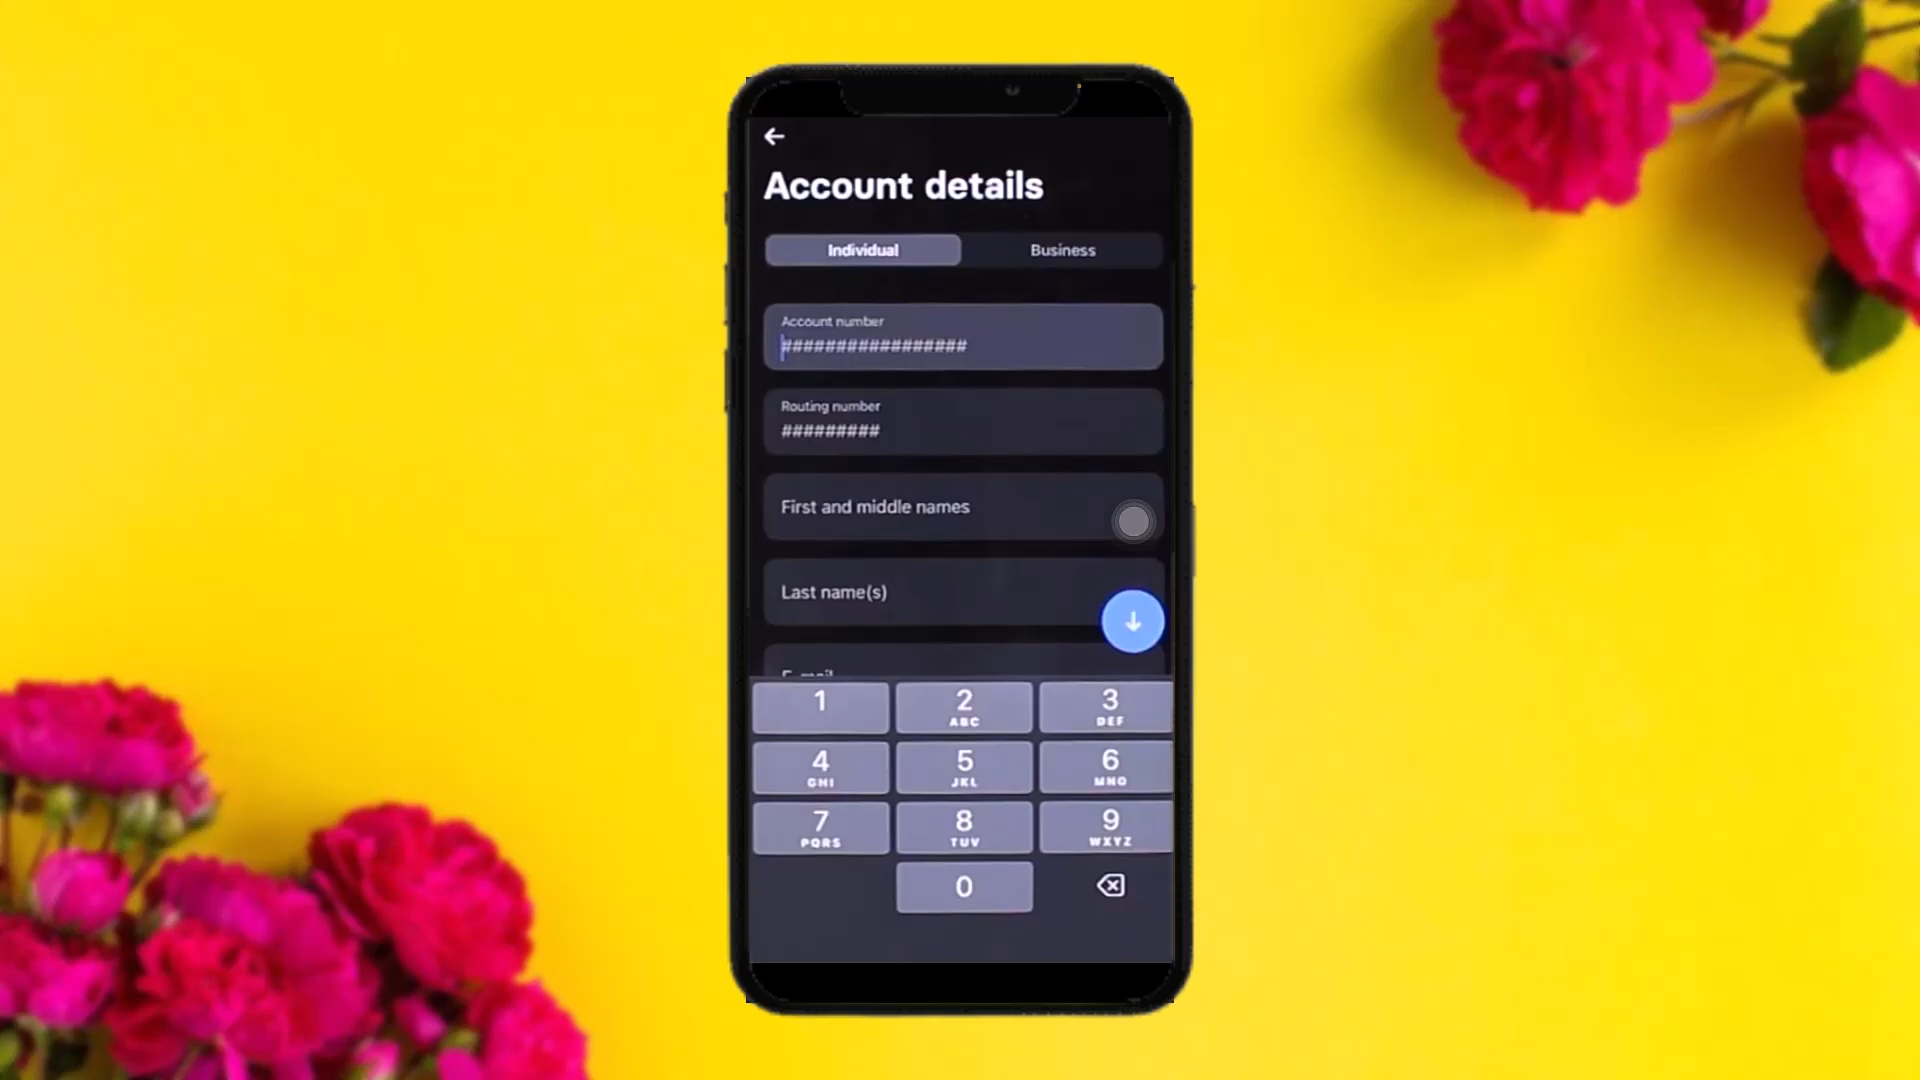 Account details
Individual Business
Account number
#################
Routing number
#########
First and middle names
Last name(s)
E-mail
1 2 3
ABC DEF
4 5 6
GHI JKL MNO
7 8 9
PQRS TUV WXYZ
0